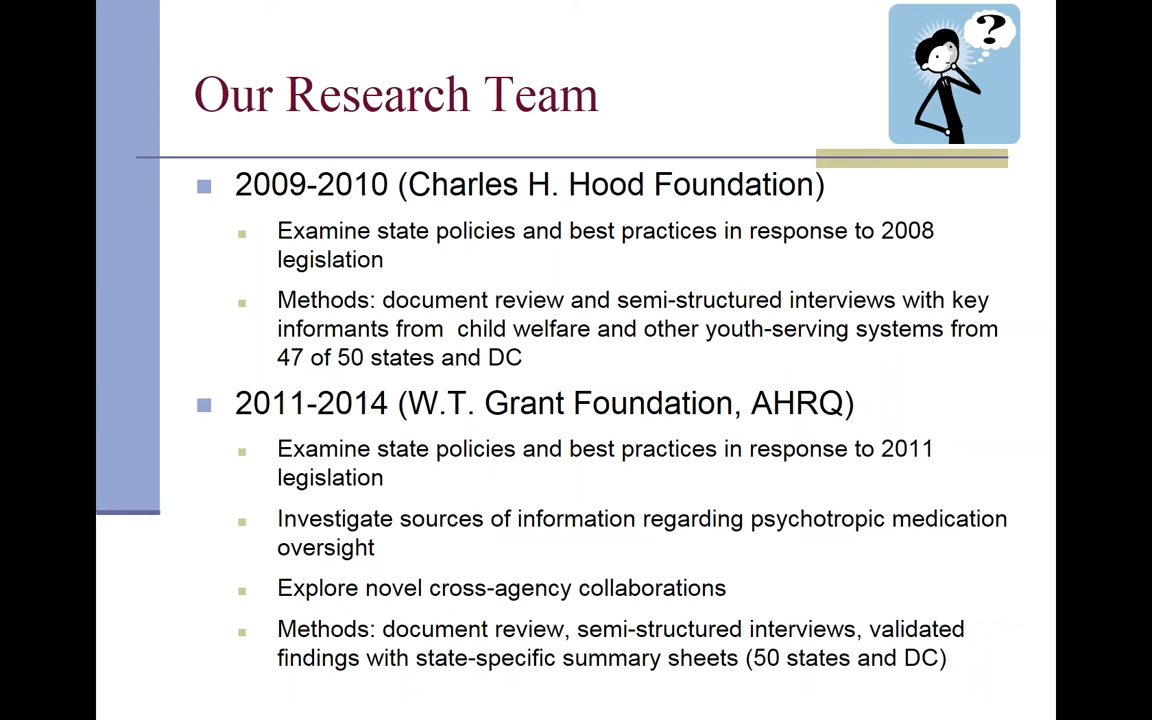 ?
Our Research Team
2009-2010 (Charles H. Hood Foundation)
Examine state policies and best practices in response to 2008
legislation
Methods: document review and semi-structured interviews with key
informants from  child welfare and other youth-serving systems from
47 of 50 states and DC
2011-2014 (W.T. Grant Foundation, AHRQ)
Examine state policies and best practices in response to 2011
legislation
Investigate sources of information regarding psychotropic medication
oversight
Explore novel cross-agency collaborations
Methods: document review, semi-structured interviews, validated
findings with state-specific summary sheets (50 states and DC)